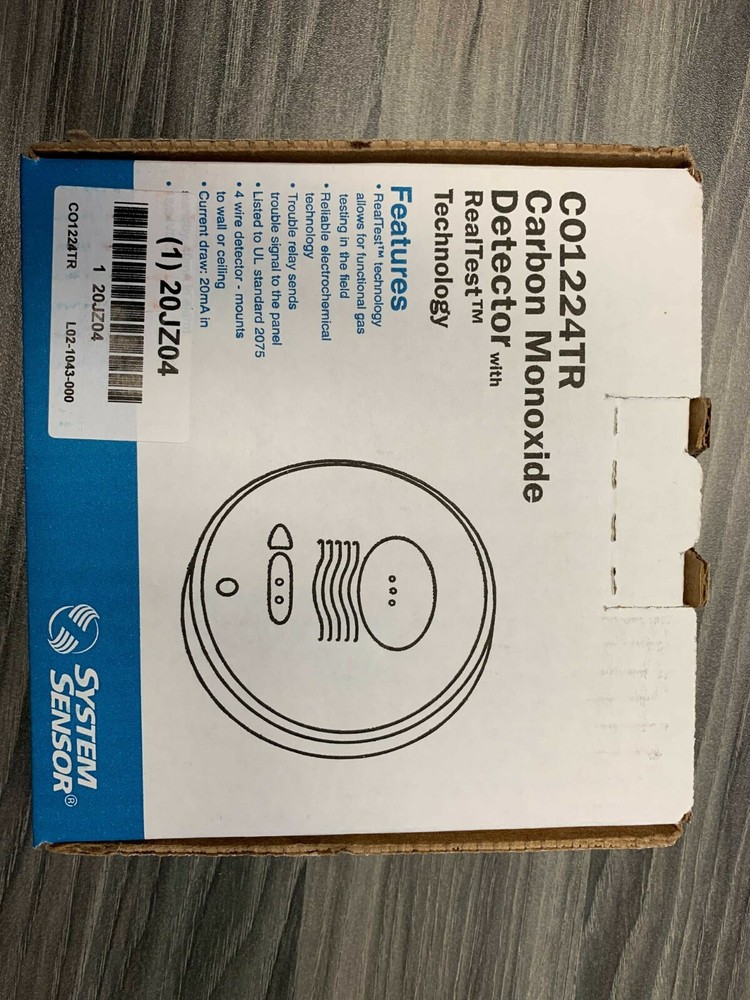 CO1224TR
Carbon Monoxide
Detector with
RealTest™
Technology
Features
• RealTest™ technology
allows for functional gas
testing in the field
• Reliable electrochemical
technology
• Trouble relay sends
trouble signal to the panel
• Listed to UL standard 2075
• 4 wire detector - mounts
to wall or ceiling
• Current draw: 20mA in
(1) 20JZ04
1 20JZ04
CO1224TR L02-1043-000
SYSTEM
SENSOR®